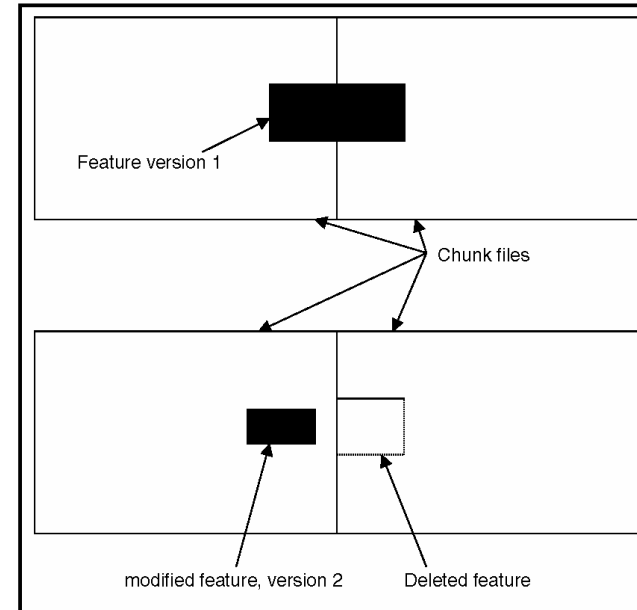 Feature version 1
Chunk files
modified feature, version 2
Deleted feature